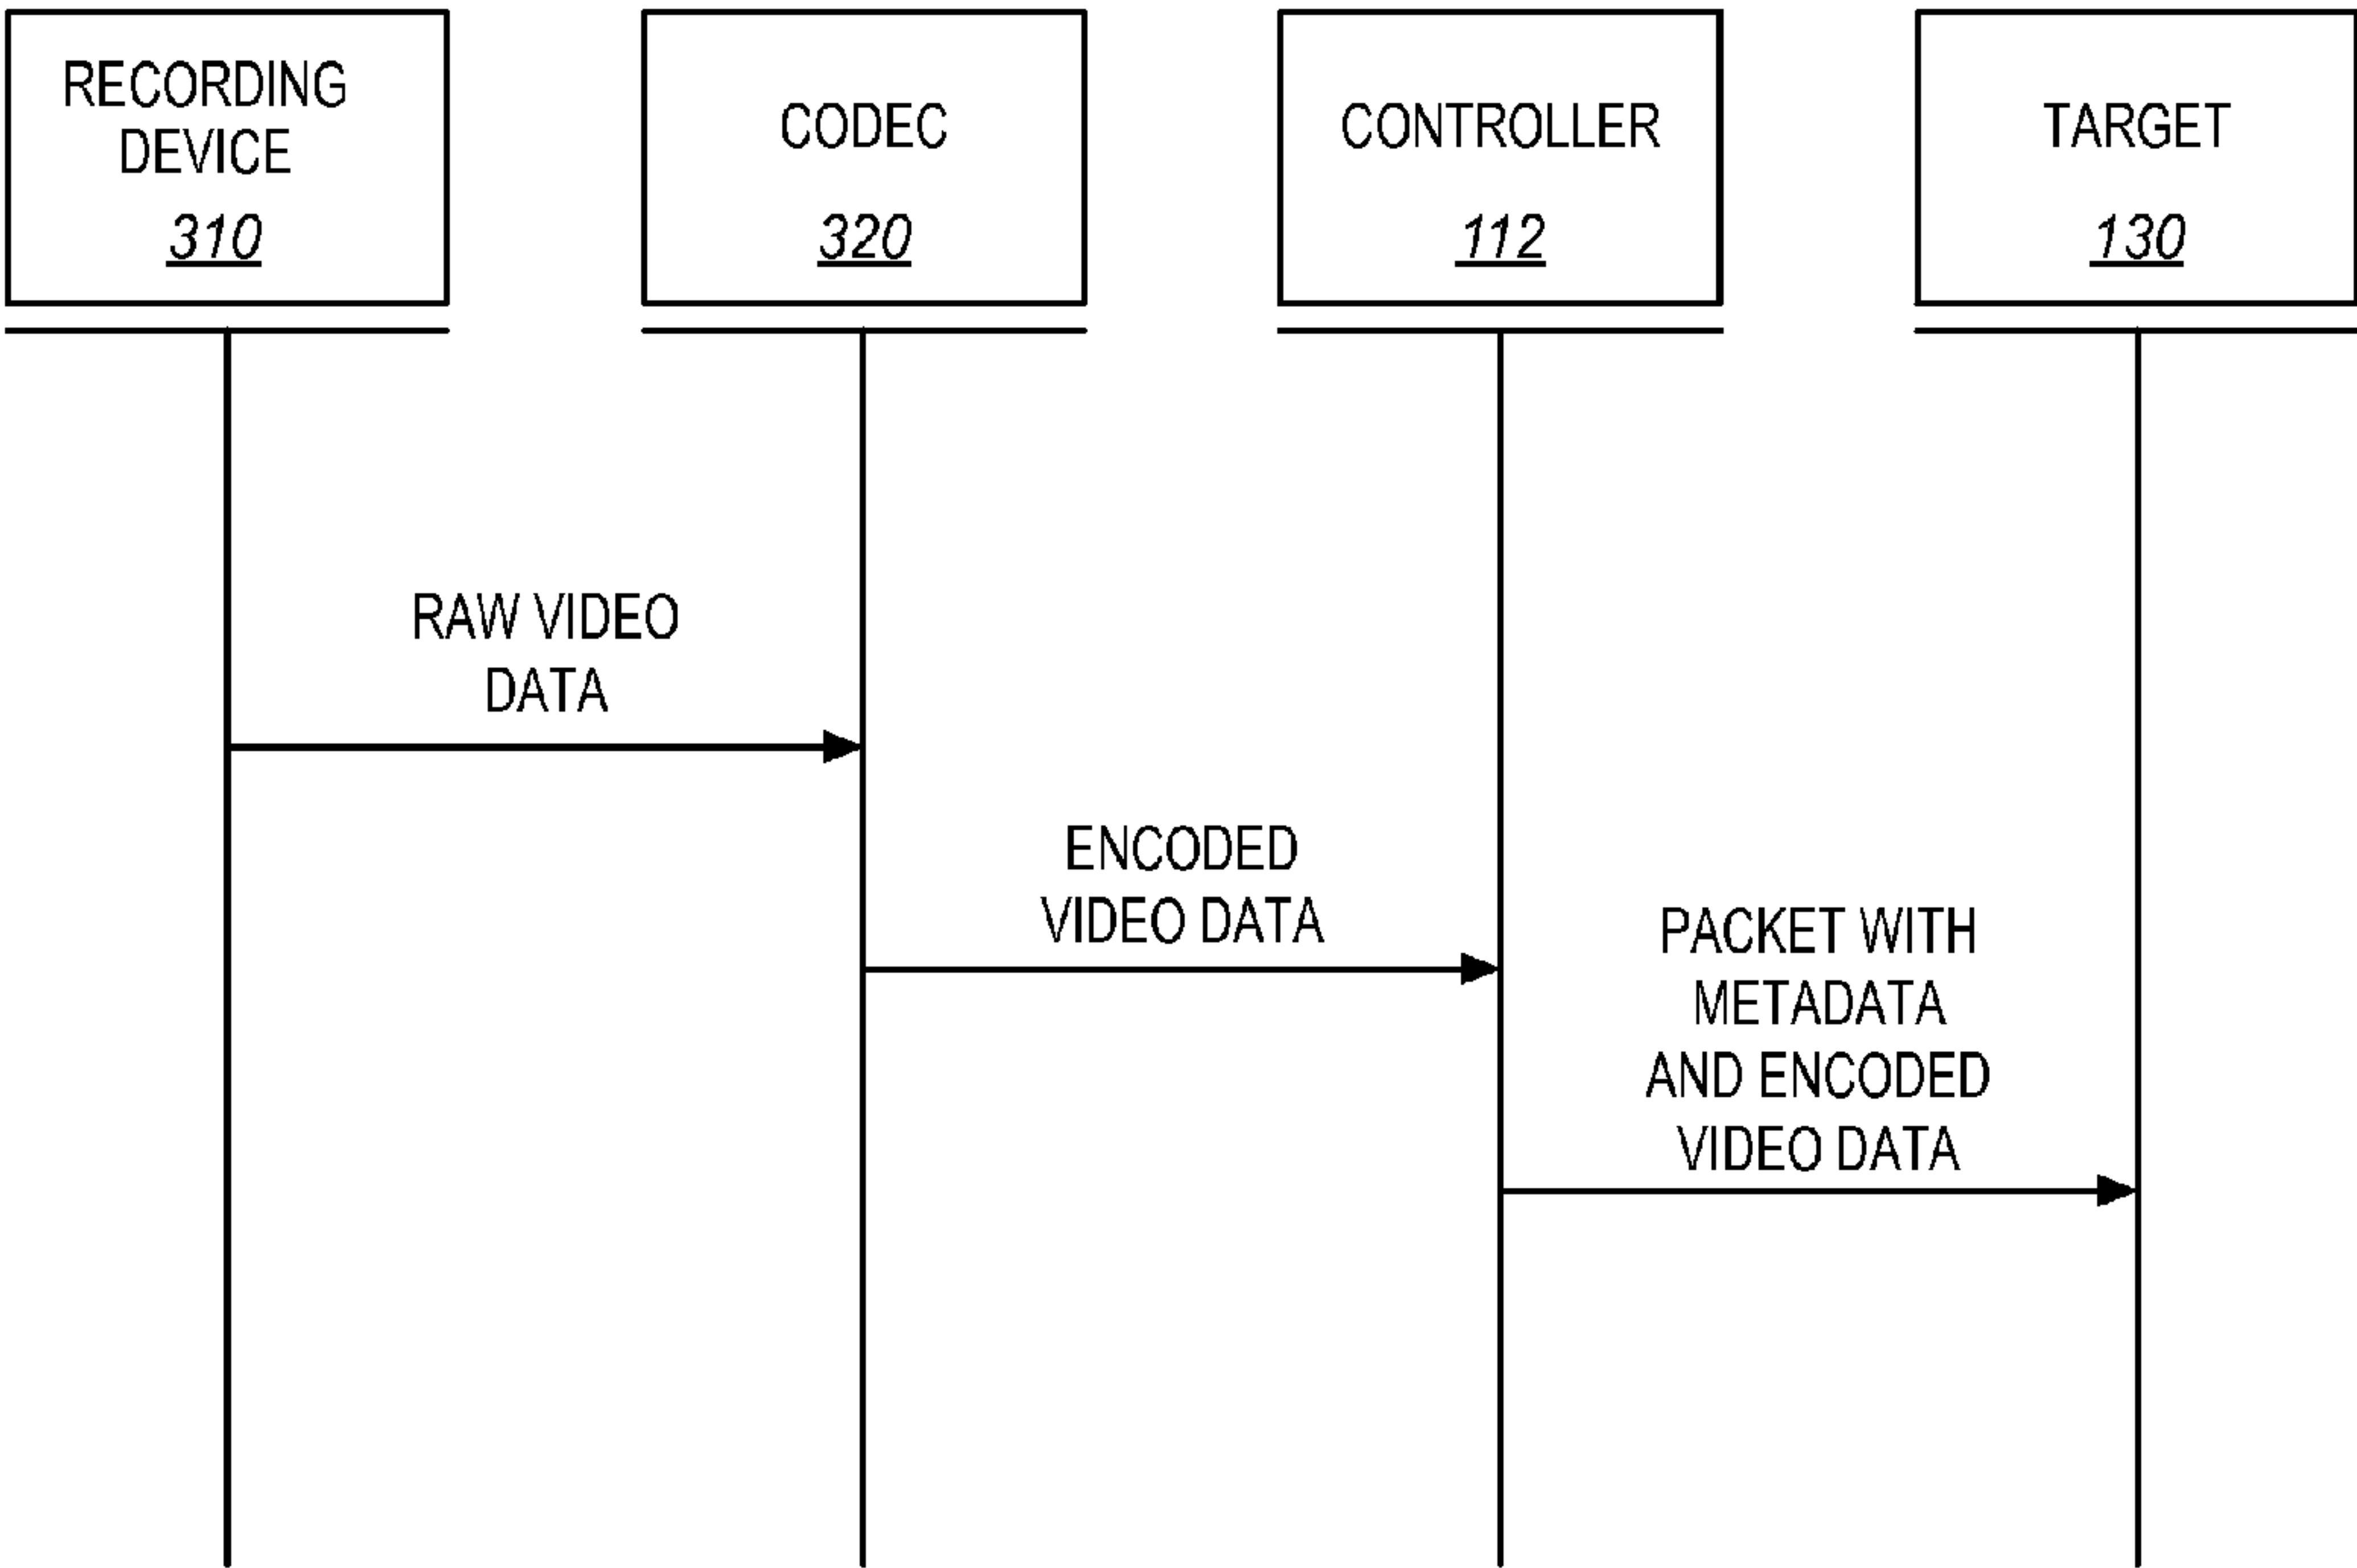 RECORDING
DEVICE
310
CODEC
320
CONTROLLER
112
TARGET
130
RAW VIDEO
DATA
ENCODED
VIDEO DATA
PACKET WITH
METADATA
AND ENCODED
VIDEO DATA